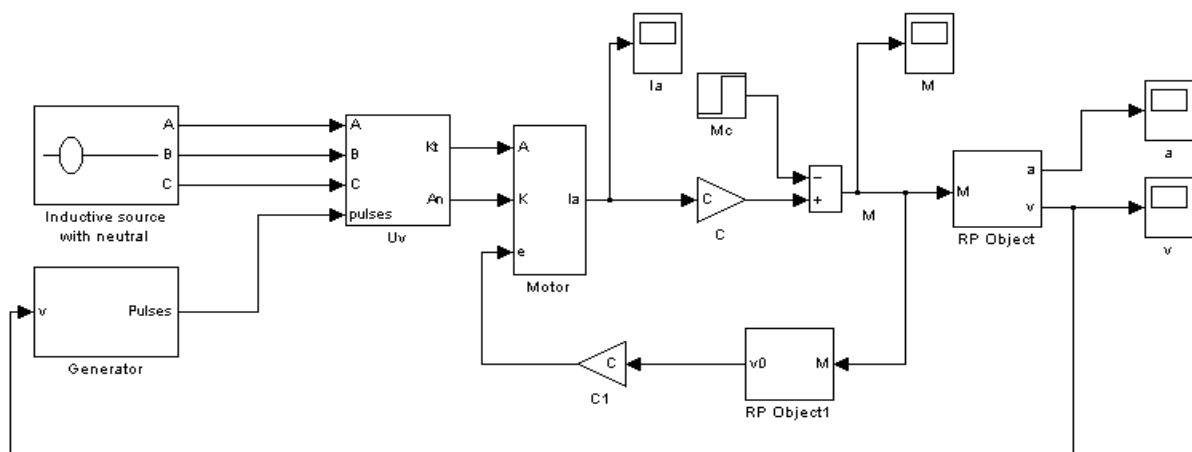 A
B
C
Inductive source
with neutral
A
B
C
pulses
Kt
An
Uv
v
Pulses
Generator
A
K
e
Ia
Motor
Ia
Mc
C
C
−
+
M
M
M
a
v
RP Object
a
v
C
C1
v0
M
RP Object1